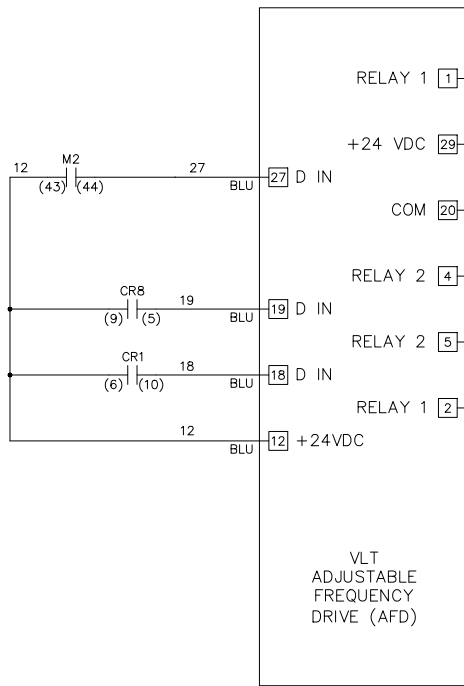 RELAY 1 1
+24 VDC 29
12 M2 27
(43) (44) BLU 27 D IN
COM 20
RELAY 2 4
CR8 19
(9) (5) BLU 19 D IN
RELAY 2 5
CR1 18
(6) (10) BLU 18 D IN
RELAY 1 2
12 BLU 12 +24VDC
VLT
ADJUSTABLE
FREQUENCY
DRIVE (AFD)